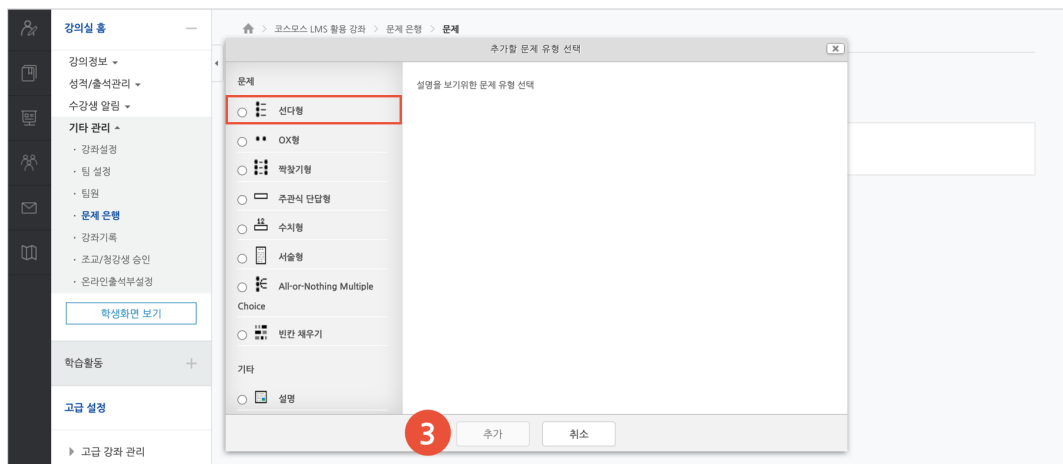 강의실 홈
강의정보
성적/출석관리
수강생 알림
기타 관리
· 강좌설정
· 팀 설정
· 팀원
· 문제 은행
· 강좌기록
· 조교/청강생 승인
· 온라인출석부설정
학생화면 보기
학습활동
고급 설정
고급 강좌 관리
코스모스 LMS 활용 강좌 > 문제 은행 > 문제
추가할 문제 유형 선택
문제
선다형
OX형
짝찾기형
주관식 단답형
12 수치형
서술형
All-or-Nothing Multiple
Choice
빈칸 채우기
기타
설명
설명을 보기위한 문제 유형 선택
3
추가
취소